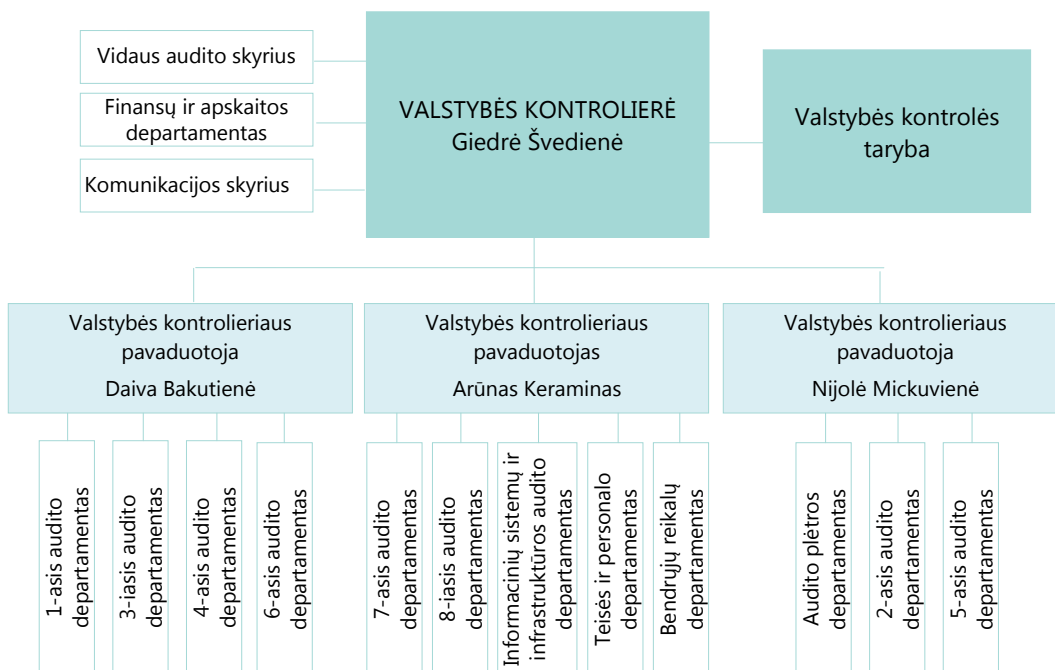 Vidaus audito skyrius
Finansų ir apskaitos
departamentas
Komunikacijos skyrius
VALSTYBĖS KONTROLIERĖ
Giedrė Švedienė
Valstybės kontrolės
taryba
Valstybės kontrolieriaus
pavaduotoja
Daiva Bakutienė
Valstybės kontrolieriaus
pavaduotojas
Arūnas Keraminas
Valstybės kontrolieriaus
pavaduotoja
Nijolė Mickuvienė
1-asis audito
departamentas
3-iasis audito
departamentas
4-asis audito
departamentas
6-asis audito
departamentas
7-asis audito
departamentas
8-iasis audito
departamentas
Informacinių sistemų ir
infrastruktūros audito
departamentas
Teisės ir personalo
departamentas
Bendrųjų reikalų
departamentas
Audito plėtros
departamentas
2-asis audito
departamentas
5-asis audito
departamentas